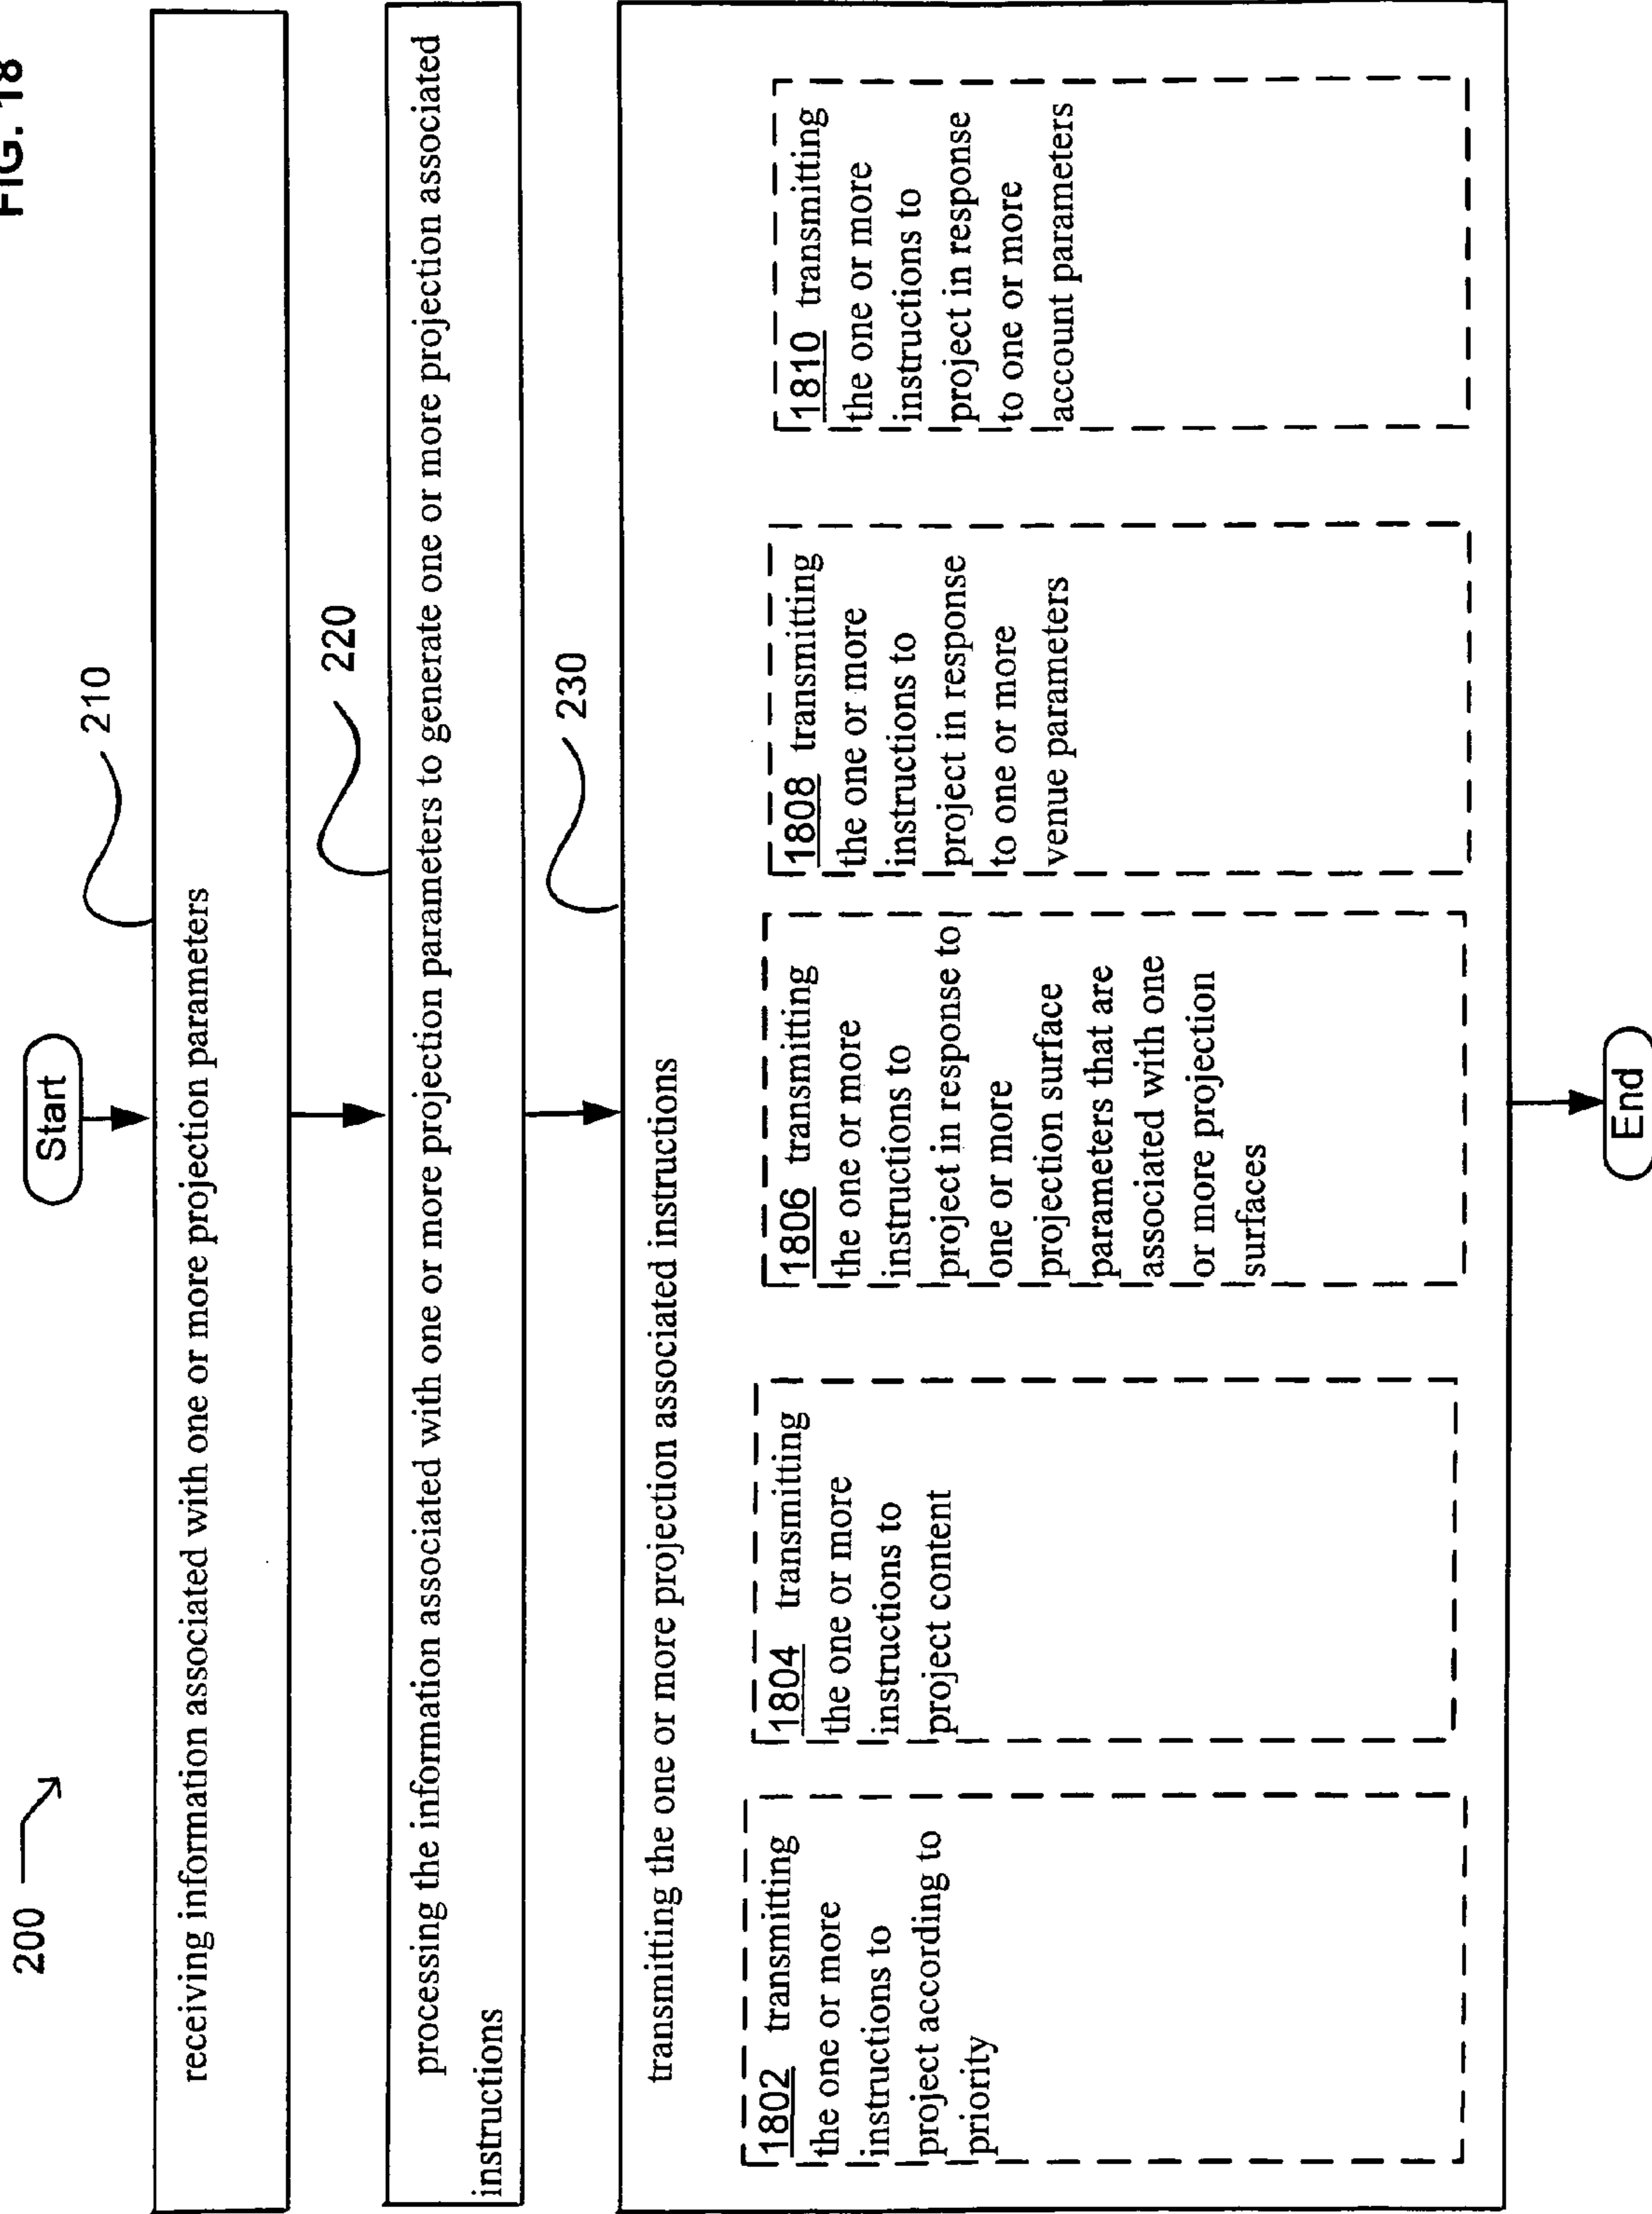 FIG. 18
200
Start
210
receiving information associated with one or more projection parameters
220
processing the information associated with one or more projection parameters to generate one or more projection associated
instructions
230
transmitting the one or more projection associated instructions
1802 transmitting
the one or more
instructions to
project according to
priority
1804 transmitting
the one or more
instructions to
project content
1806 transmitting
the one or more
instructions to
project in response to
one or more
projection surface
parameters that are
associated with one
or more projection
surfaces
1808 transmitting
the one or more
instructions to
project in response
to one or more
venue parameters
1810 transmitting
the one or more
instructions to
project in response
to one or more
account parameters
End